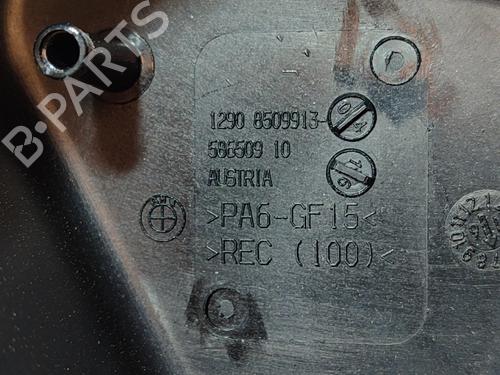 B-PARTS
1290 8509913-
586509 10
AUSTRIA
>PA6-GF15<
>REC (100)<